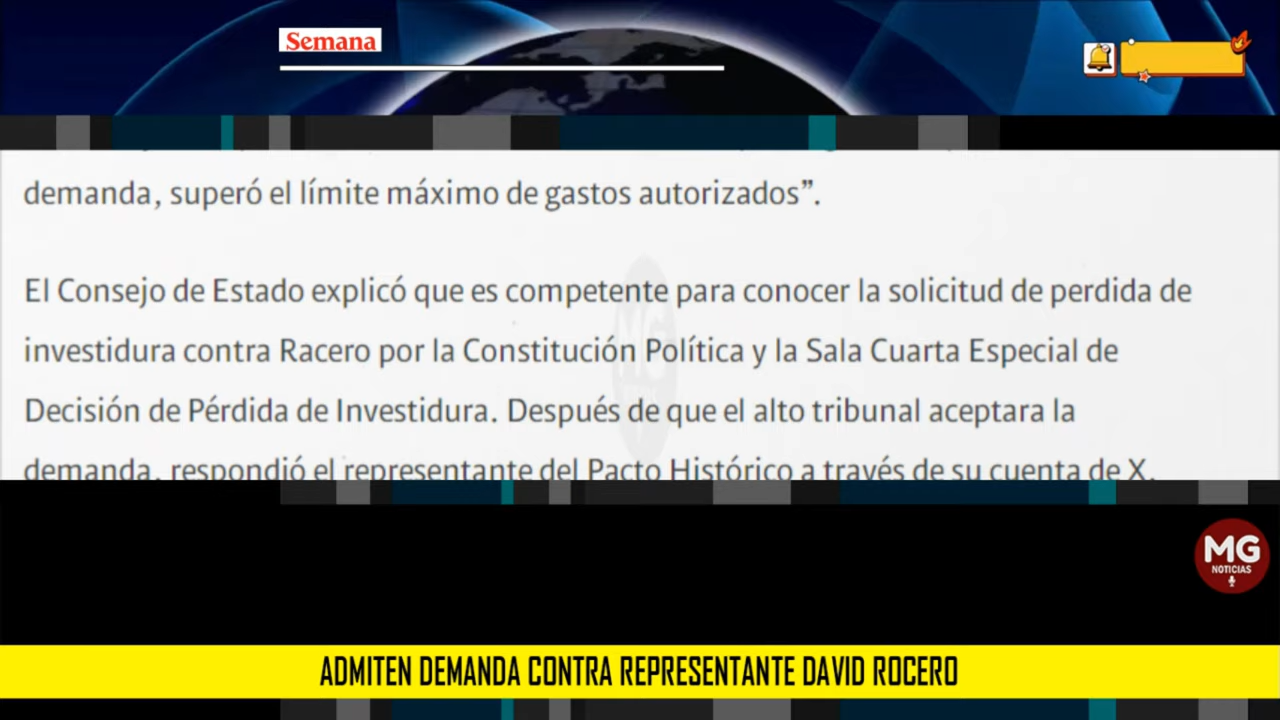 Semana
demanda, superó el límite máximo de gastos autorizados”.
El Consejo de Estado explicó que es competente para conocer la solicitud de perdida de
investidura contra Racero por la Constitución Política y la Sala Cuarta Especial de
Decisión de Pérdida de Investidura. Después de que el alto tribunal aceptara la
demanda, respondió el representante del Pacto Histórico a través de su cuenta de X.
MG
MG
NOTICIAS
ADMITEN DEMANDA CONTRA REPRESENTANTE DAVID ROCERO